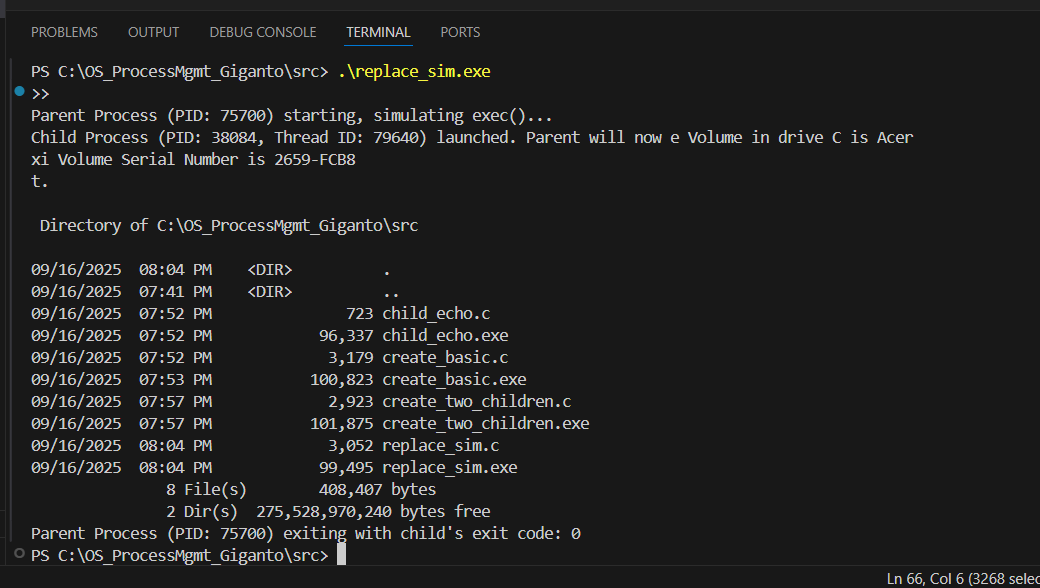 PROBLEMS OUTPUT DEBUG CONSOLE TERMINAL PORTS
PS C:\OS_ProcessMgmt_Giganto\src> .\replace_sim.exe
>>
Parent Process (PID: 75700) starting, simulating exec()...
Child Process (PID: 38084, Thread ID: 79640) launched. Parent will now e Volume in drive C is Acer
xi Volume Serial Number is 2659-FCB8
t.
Directory of C:\OS_ProcessMgmt_Giganto\src
09/16/2025 08:04 PM <DIR> .
09/16/2025 07:41 PM <DIR> ..
09/16/2025 07:52 PM 723 child_echo.c
09/16/2025 07:52 PM 96,337 child_echo.exe
09/16/2025 07:52 PM 3,179 create_basic.c
09/16/2025 07:53 PM 100,823 create_basic.exe
09/16/2025 07:57 PM 2,923 create_two_children.c
09/16/2025 07:57 PM 101,875 create_two_children.exe
09/16/2025 08:04 PM 3,052 replace_sim.c
09/16/2025 08:04 PM 99,495 replace_sim.exe
8 File(s) 408,407 bytes
2 Dir(s) 275,528,970,240 bytes free
Parent Process (PID: 75700) exiting with child's exit code: 0
PS C:\OS_ProcessMgmt_Giganto\src>
Ln 66, Col 6 (3268 selec